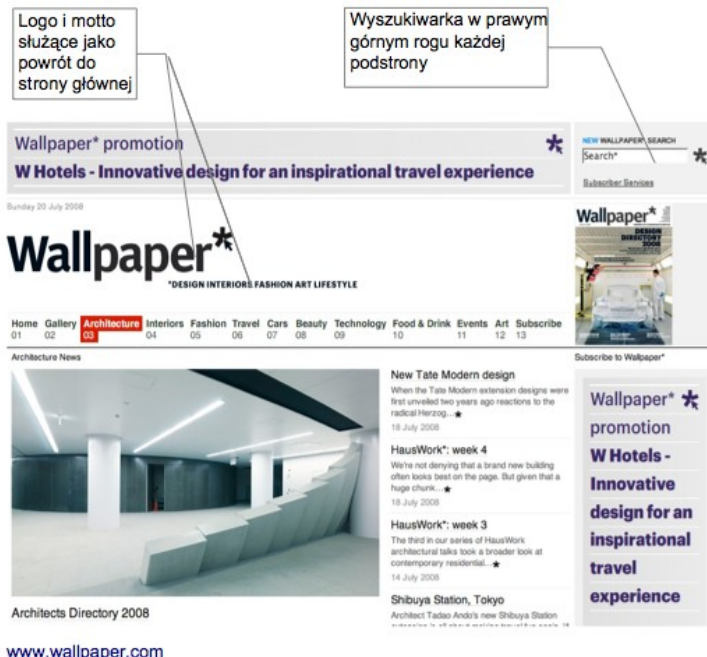 Logo i motto
służące jako
powrót do
strony głównej
Wyszukiwarka w prawym
górnym rogu każdej
podstrony
Wallpaper* promotion
W Hotels - Innovative design for an inspirational travel experience
NEW WALLPAPER* SEARCH
Search*
Subscriber Services
Sunday 20 July 2008
Wallpaper*
*DESIGN INTERIORS FASHION ART LIFESTYLE
Wallpaper*
DESIGN
DIRECTORY
2008
Home Gallery Architecture Interiors Fashion Travel Cars Beauty Technology Food & Drink Events Art Subscribe
01 02 03 04 05 06 07 08 09 10 11 12 13
Architecture News
Subscribe to Wallpaper*
New Tate Modern design
When the Tate Modern extension designs were
first unveiled two years ago reactions to the
radical Herzog...
18 July 2008
HausWork*: week 4
We're not denying that a brand new building
often looks best on the page. But given that a
huge chunk...
18 July 2008
HausWork*: week 3
The third in our series of HausWork
architectural talks took a broader look at
contemporary residential...
14 July 2008
Shibuya Station, Tokyo
Architect Tadao Ando's new Shibuya Station
Wallpaper*
promotion
W Hotels -
Innovative
design for an
inspirational
travel
experience
Architects Directory 2008
www.wallpaper.com